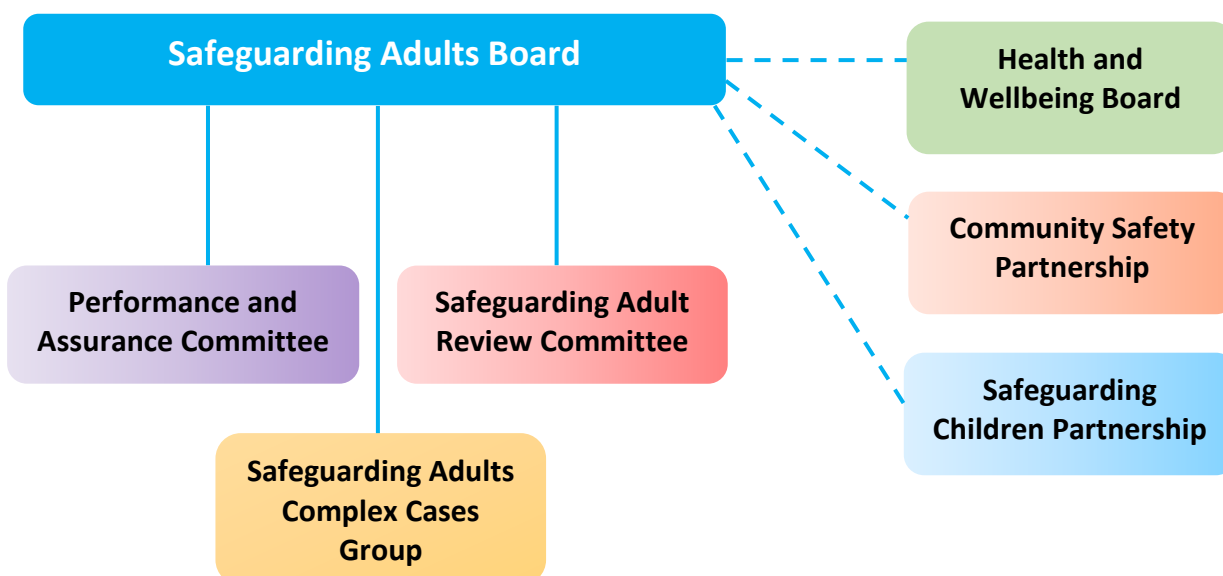 Safeguarding Adults Board
Health and
Wellbeing Board
Community Safety
Partnership
Performance and
Assurance Committee
Safeguarding Adult
Review Committee
Safeguarding
Children Partnership
Safeguarding Adults
Complex Cases
Group